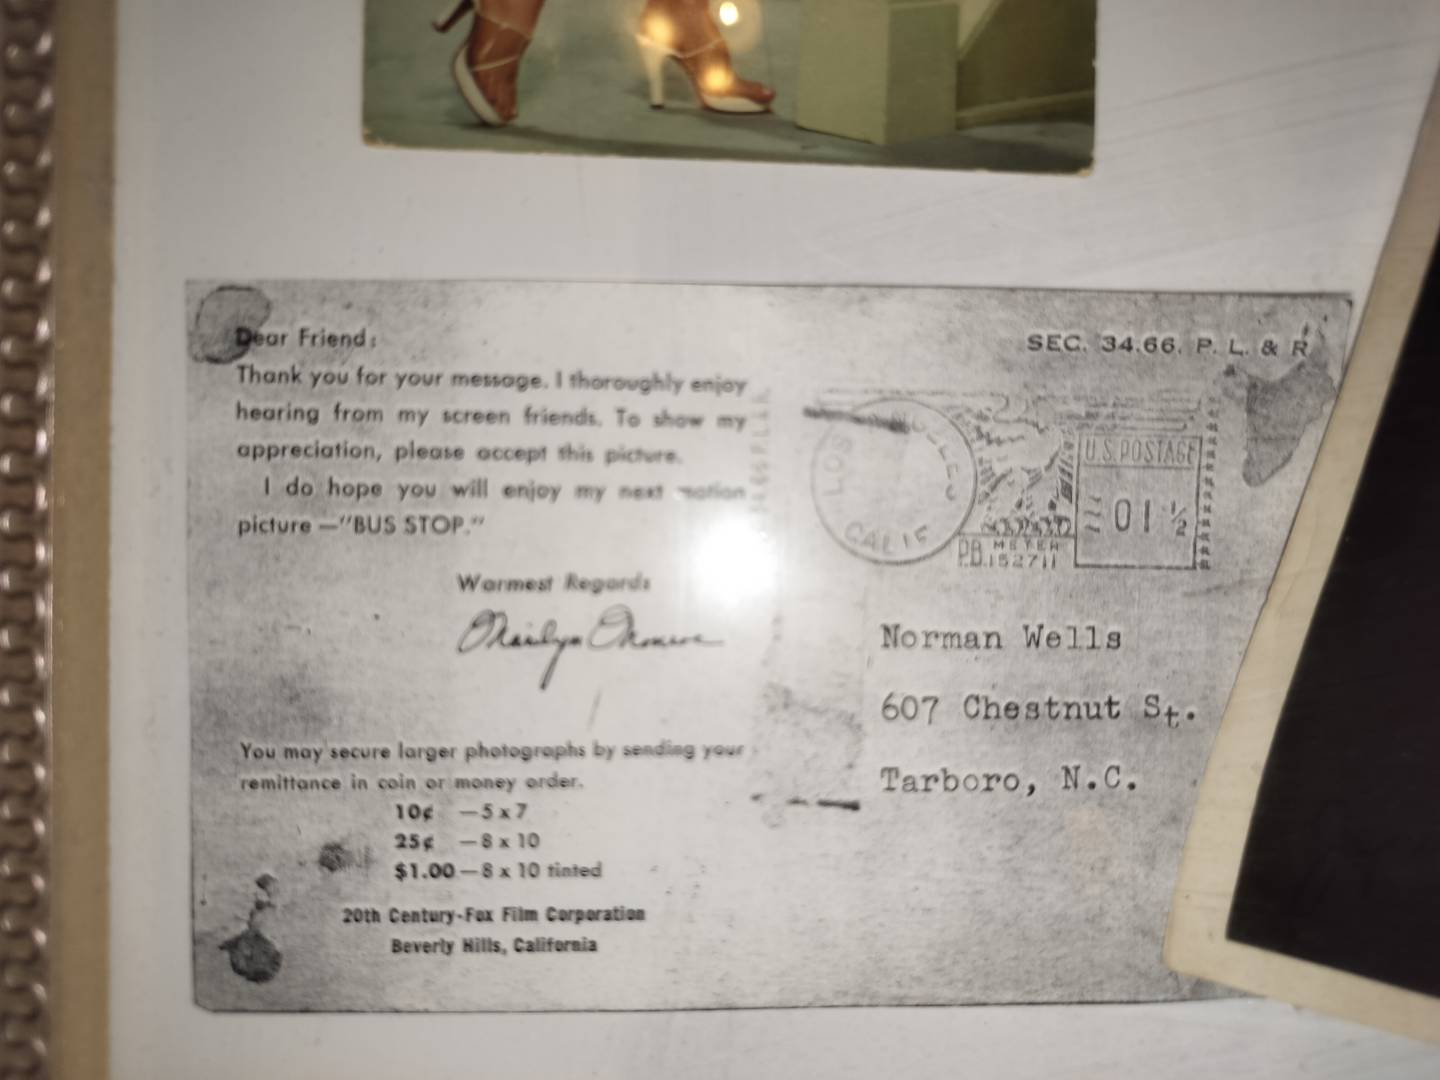 Dear Friend:
Thank you for your message. I thoroughly enjoy
hearing from my screen friends. To show my
appreciation, please accept this picture.
I do hope you will enjoy my next motion
picture —"BUS STOP."
Warmest Regards
Marilyn Monroe
You may secure larger photographs by sending your
remittance in coin or money order.
10¢ —5 x 7
25¢ —8 x 10
$1.00—8 x 10 tinted
20th Century-Fox Film Corporation
Beverly Hills, California
SEC. 34.66, P. L. & R
LOS
CALIF
P.B. METER
152711
U.S. POSTAGE
01 ½
Norman Wells
607 Chestnut St.
Tarboro, N.C.